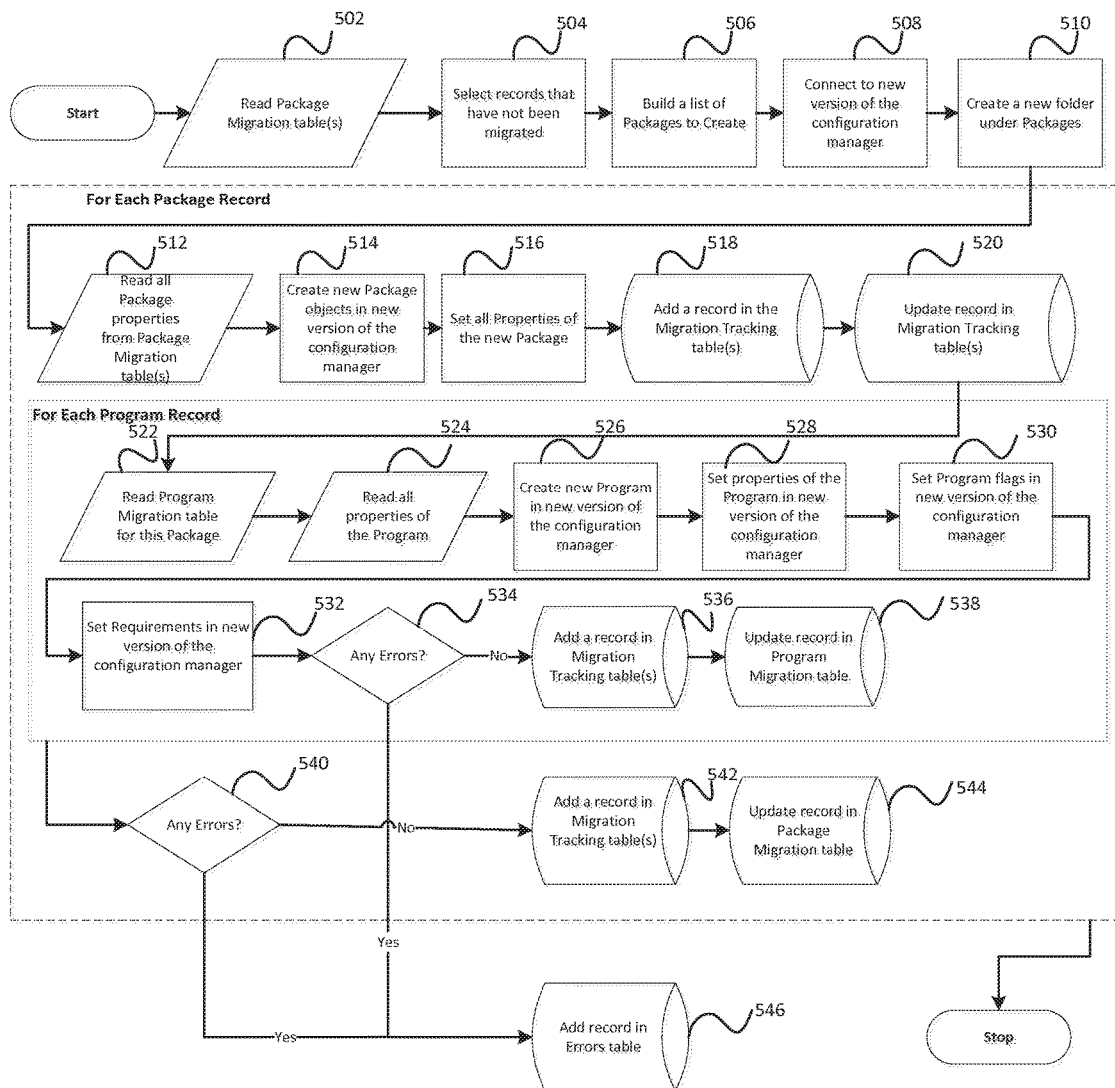 502
504
506
508
510
Start
Read Package
Migration table(s)
Select records that
have not been
migrated
Build a list of
Packages to Create
Connect to new
version of the
configuration
manager
Create a new folder
under Packages
For Each Package Record
512
514
516
518
520
Read all
Package
properties
from Package
Migration
table(s)
Create new Package
objects in new
version of the
configuration
manager
Set all Properties of
the new Package
Add a record in the
Migration Tracking
table(s)
Update record in
Migration Tracking
table(s)
For Each Program Record
522
524
526
528
530
Read Program
Migration table
for this Package
Read all
properties of
the Program
Create new Program
in new version of
the configuration
manager
Set properties of the
Program in new
version of the
configuration
manager
Set Program flags in
new version of the
configuration
manager
532
534
536
538
Set Requirements in new
version of the
configuration manager
Any Errors?
No
Add a record in
Migration
Tracking table(s)
Update record in
Program
Migration table
540
542
544
Any Errors?
No
Add a record in
Migration
Tracking table(s)
Update record in
Package
Migration table
Yes
Yes
546
Add record in
Errors table
Stop